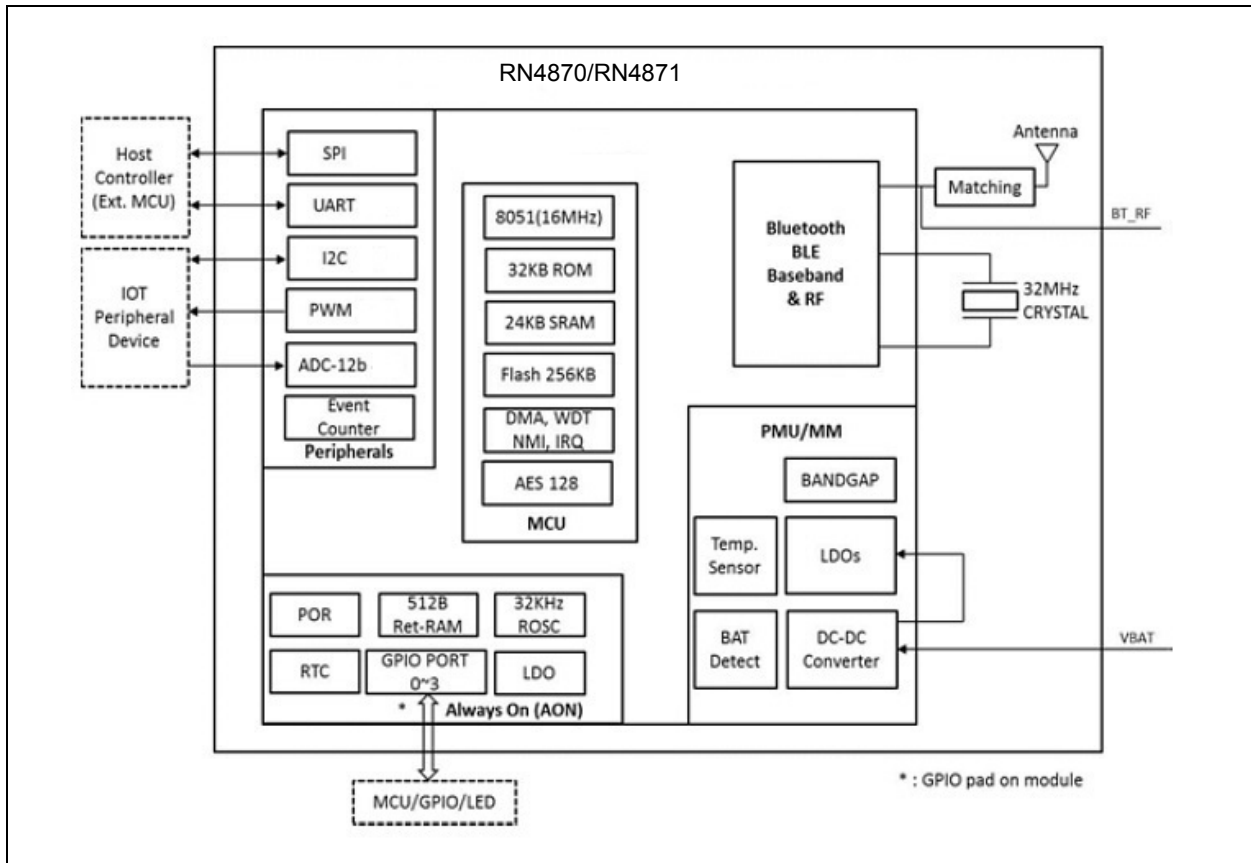 RN4870/RN4871
Host
Controller
(Ext. MCU)
IOT
Peripheral
Device
SPI
UART
I2C
PWM
ADC-12b
Event
Counter
Peripherals
8051(16MHz)
32KB ROM
24KB SRAM
Flash 256KB
DMA, WDT
NMI, IRQ
AES 128
MCU
Bluetooth
BLE
Baseband
& RF
Antenna
Matching
BT_RF
32MHz
CRYSTAL
PMU/MM
BANDGAP
Temp.
Sensor
LDOs
BAT
Detect
DC-DC
Converter
VBAT
POR
512B
Ret-RAM
32KHz
ROSC
RTC
GPIO PORT
0~3
LDO
* Always On (AON)
MCU/GPIO/LED
* : GPIO pad on module